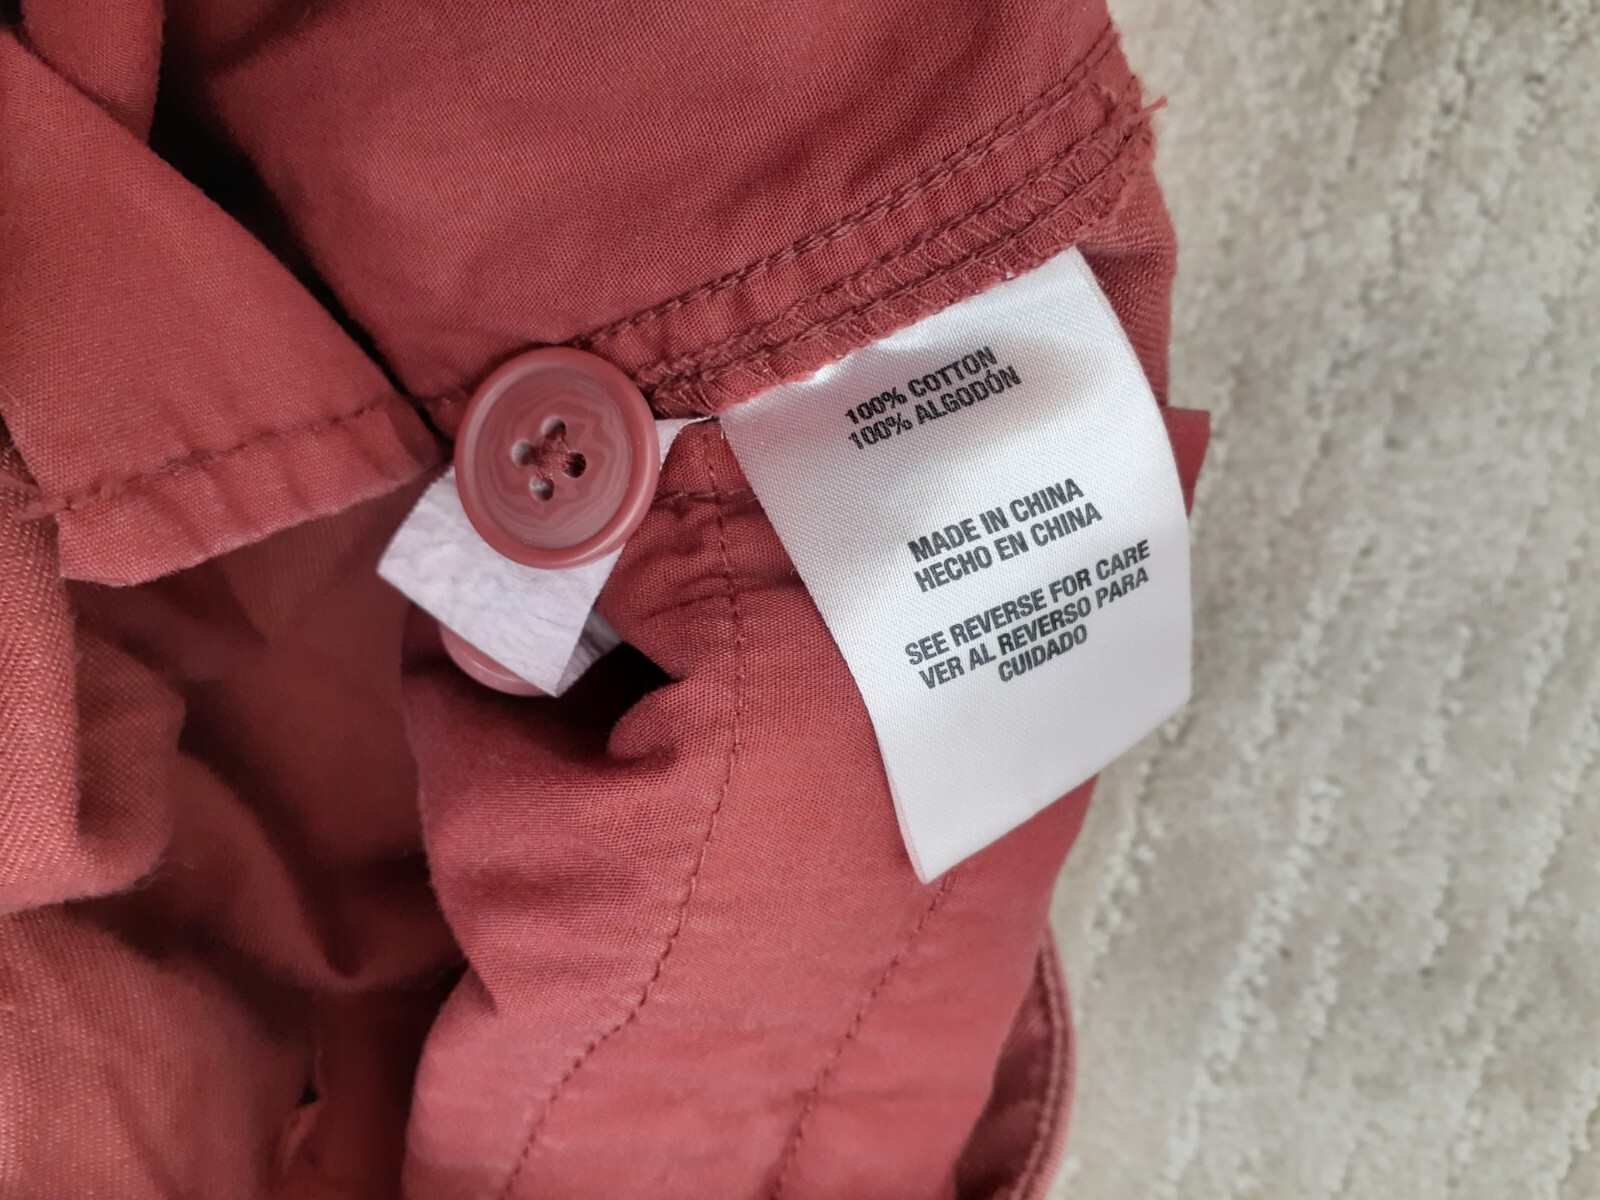 100% COTTON
100% ALGODÓN
MADE IN CHINA
HECHO EN CHINA
SEE REVERSE FOR CARE
VER AL REVERSO PARA
CUIDADO